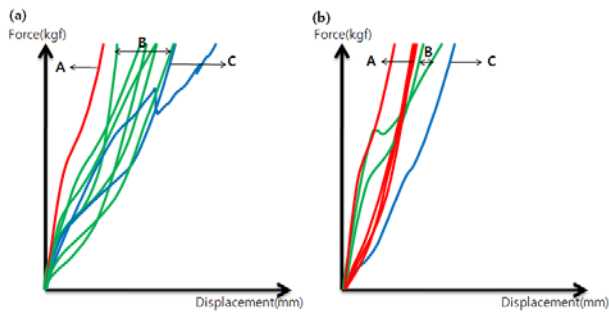 (a)
Force(kgf)
B
A
C
Displacement(mm)
(b)
Force(kgf)
B
A
C
Displacement(mm)